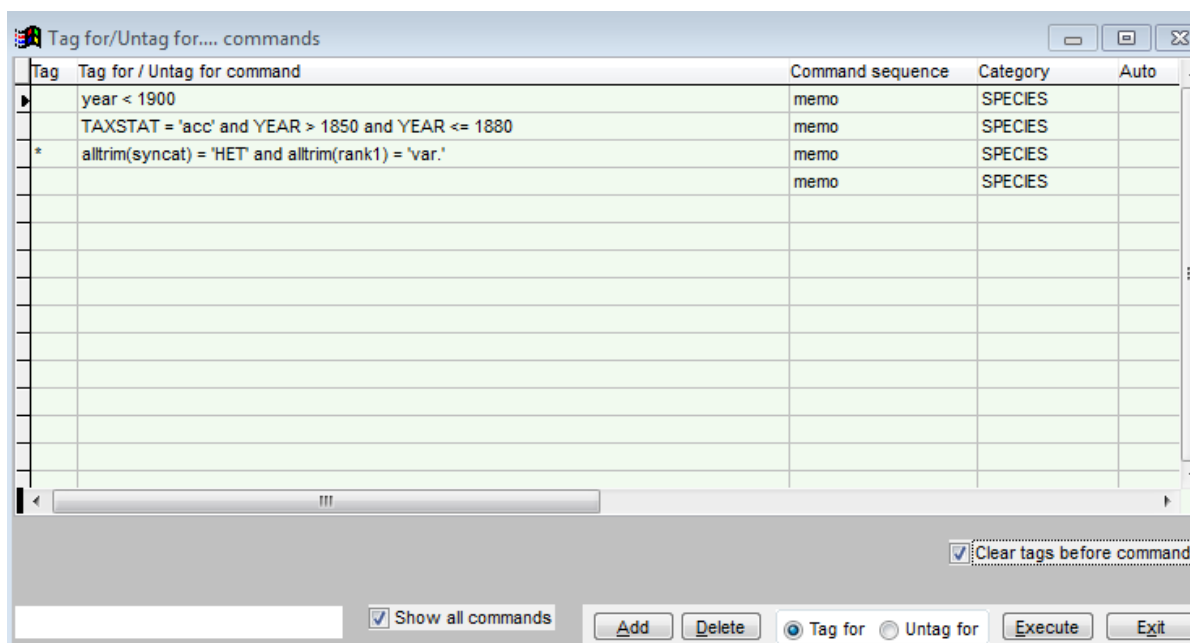 Tag for/Untag for.... commands
Tag Tag for / Untag for command Command sequence Category Auto
year < 1900 memo SPECIES
TAXSTAT = 'acc' and YEAR > 1850 and YEAR <= 1880 memo SPECIES
* alltrim(syncat) = 'HET' and alltrim(rank1) = 'var.' memo SPECIES
memo SPECIES
Clear tags before command
Show all commands Add Delete Tag for Untag for Execute Exit